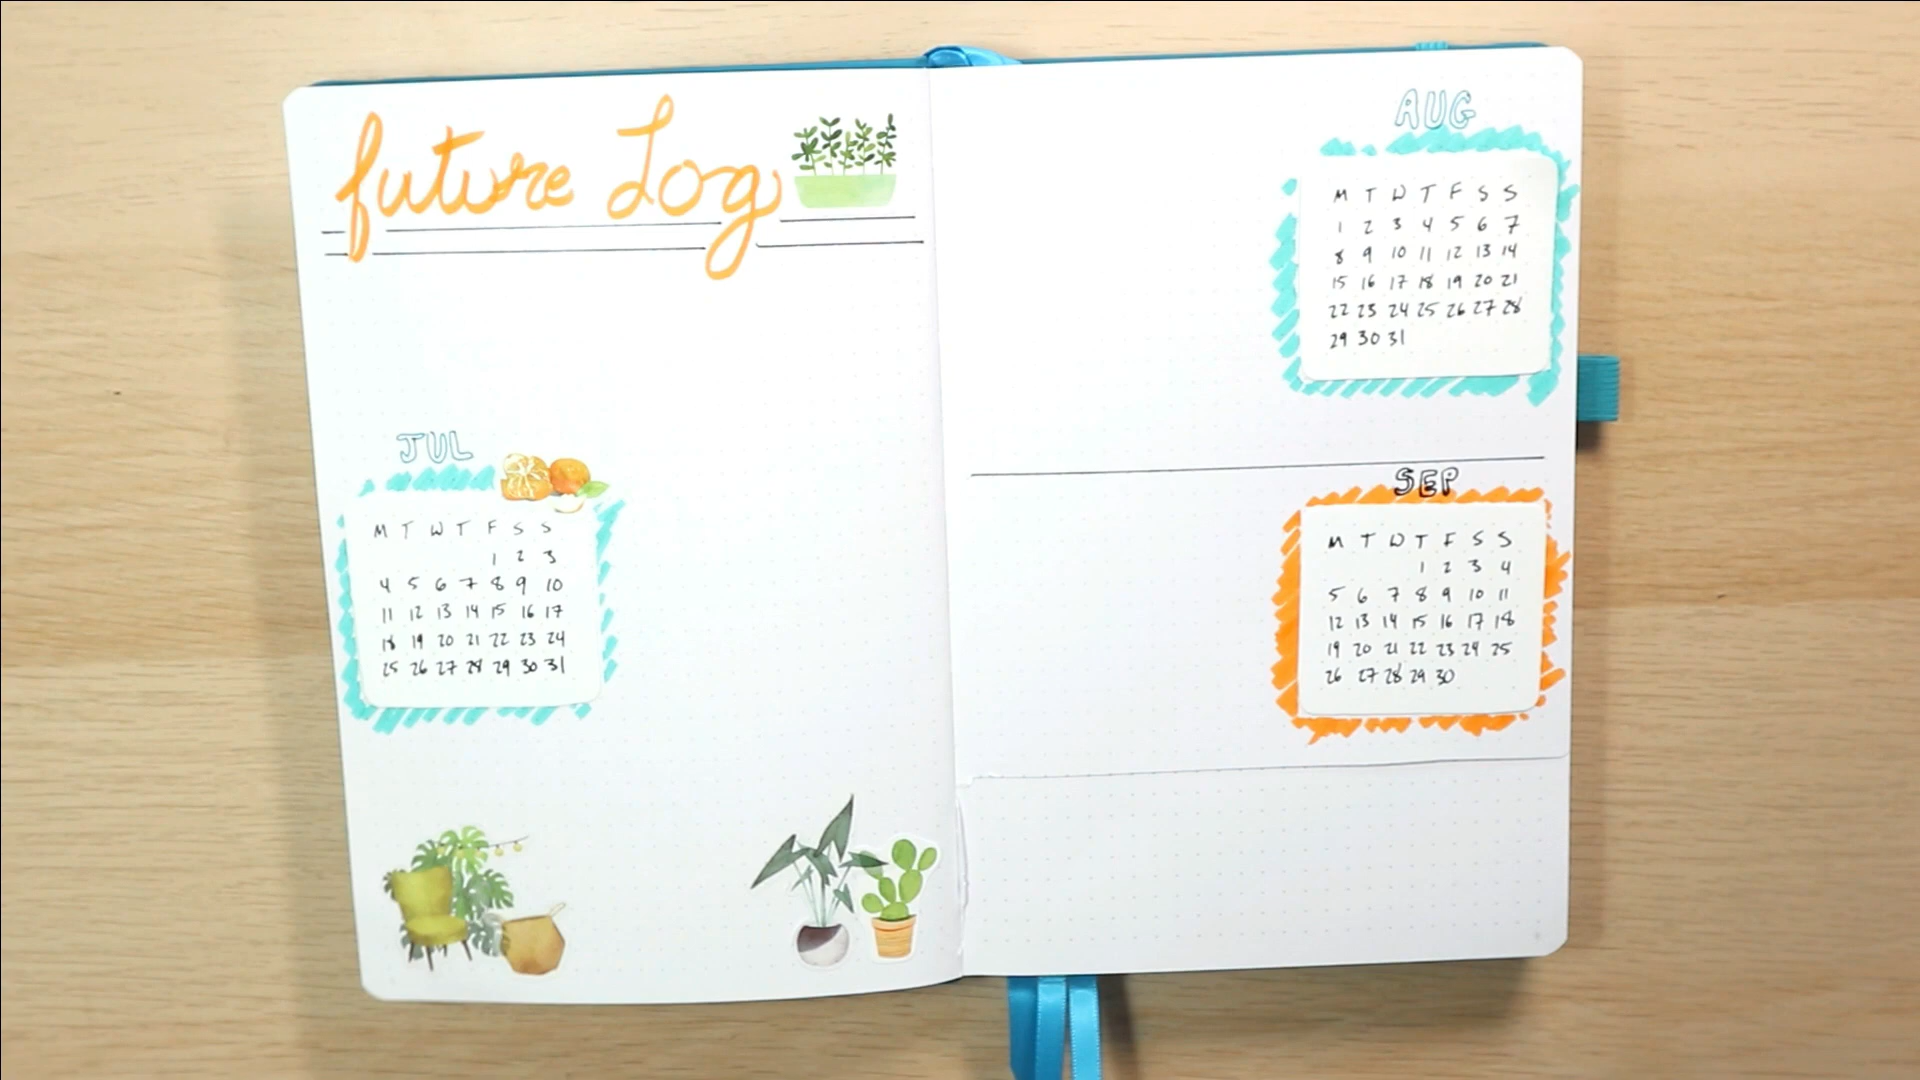 future Log
JUL
M T W T F S S
1 2 3
4 5 6 7 8 9 10
11 12 13 14 15 16 17
18 19 20 21 22 23 24
25 26 27 28 29 30 31
AUG
M T W T F S S
1 2 3 4 5 6 7
8 9 10 11 12 13 14
15 16 17 18 19 20 21
22 23 24 25 26 27 28
29 30 31
SEP
M T W T F S S
1 2 3 4
5 6 7 8 9 10 11
12 13 14 15 16 17 18
19 20 21 22 23 24 25
26 27 28 29 30